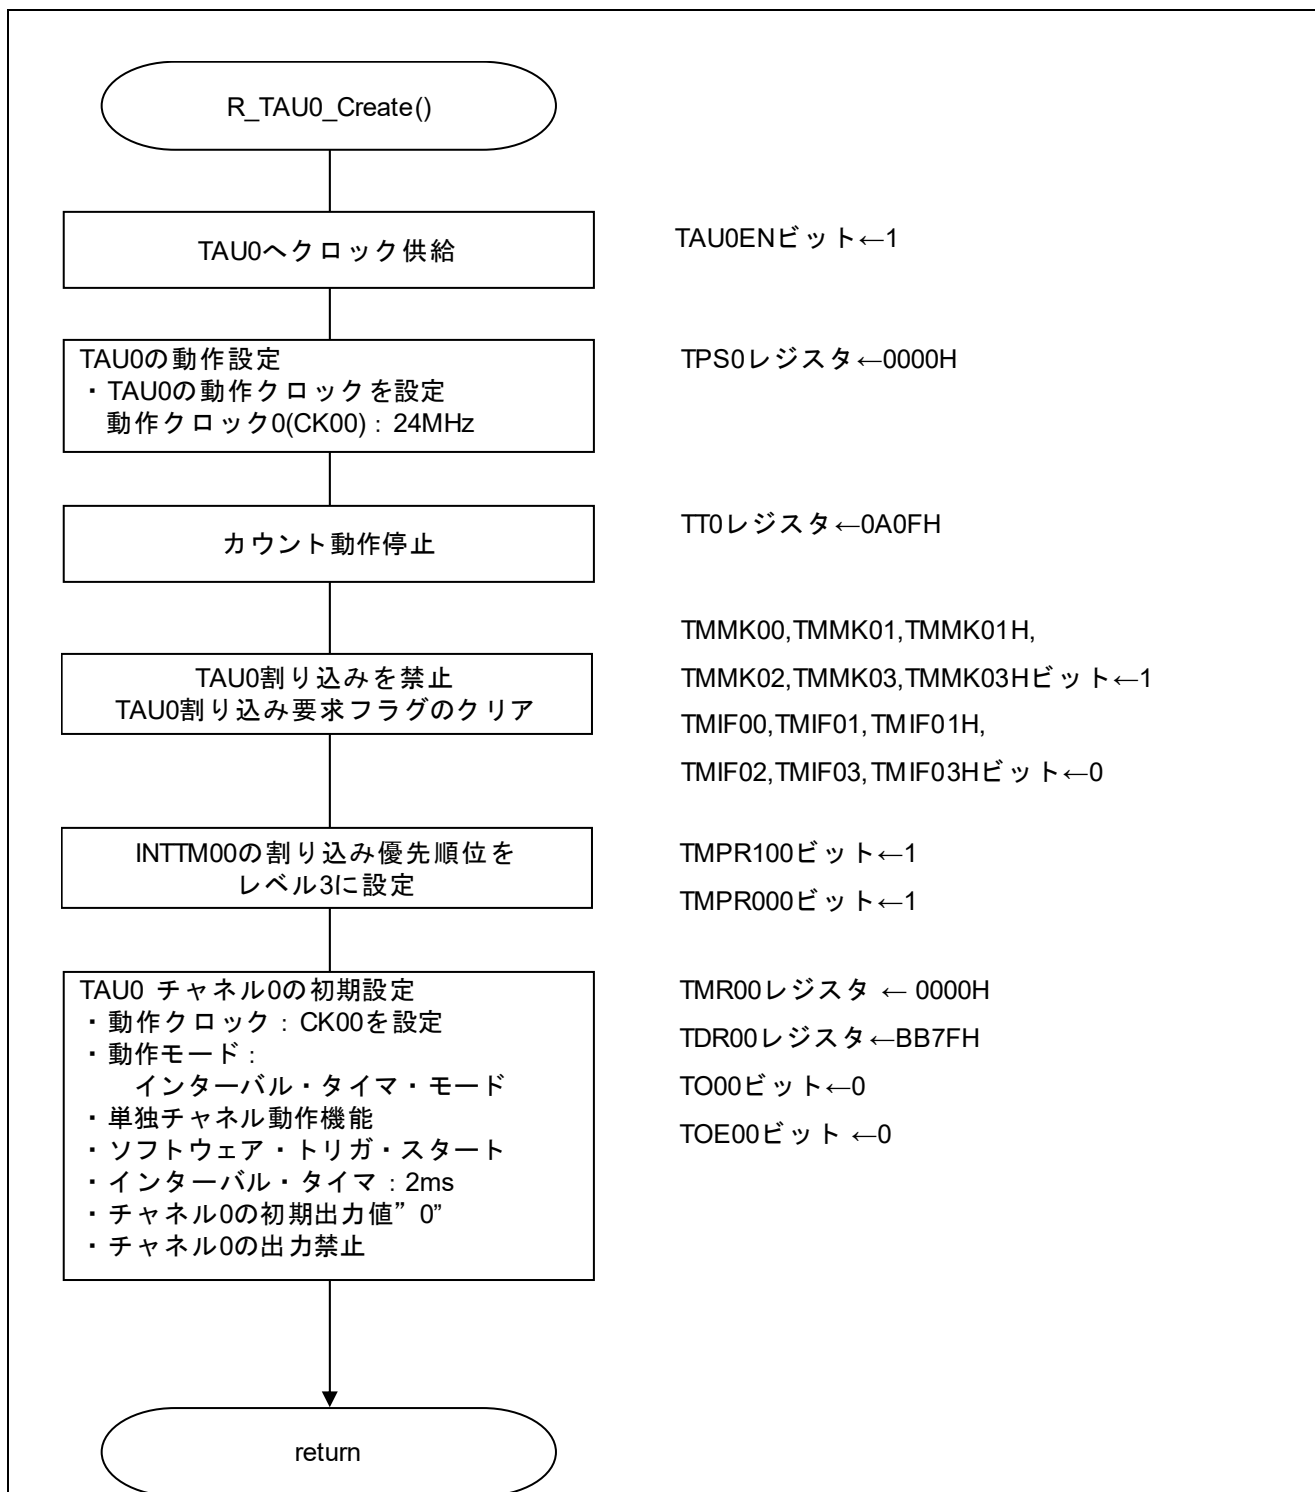 R_TAU0_Create()
TAU0へクロック供給
TAU0ENビット←1
TAU0の動作設定
・TAU0の動作クロックを設定
動作クロック0(CK00)：24MHz
TPS0レジスタ←0000H
カウント動作停止
TT0レジスタ←0A0FH
TAU0割り込みを禁止
TAU0割り込み要求フラグのクリア
TMMK00,TMMK01,TMMK01H,
TMMK02,TMMK03,TMMK03Hビット←1
TMIF00,TMIF01,TMIF01H,
TMIF02,TMIF03,TMIF03Hビット←0
INTTM00の割り込み優先順位を
レベル3に設定
TMPR100ビット←1
TMPR000ビット←1
TAU0 チャネル0の初期設定
・動作クロック：CK00を設定
・動作モード：
インターバル・タイマ・モード
・単独チャネル動作機能
・ソフトウェア・トリガ・スタート
・インターバル・タイマ：2ms
・チャネル0の初期出力値”0”
・チャネル0の出力禁止
TMR00レジスタ ← 0000H
TDR00レジスタ←BB7FH
TO00ビット←0
TOE00ビット ←0
return